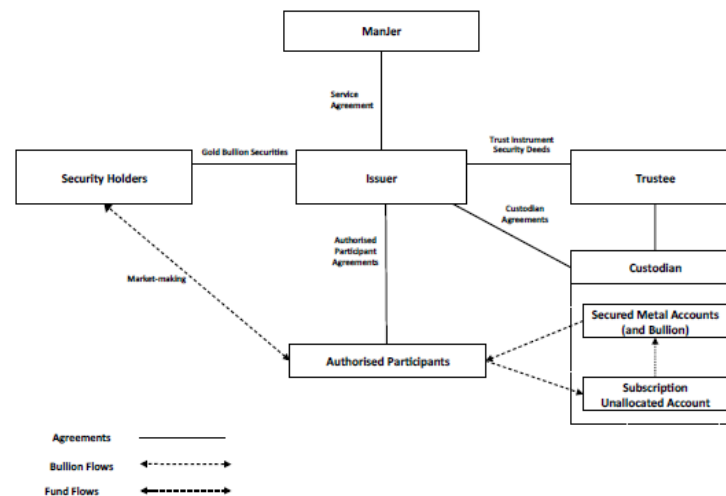 ManJer
Service
Agreement
Gold Bullion Securities
Trust Instrument
Security Deeds
Security Holders
Issuer
Trustee
Custodian
Agreements
Authorised
Participant
Agreements
Custodian
Market-making
Secured Metal Accounts
(and Bullion)
Authorised Participants
Subscription
Unallocated Account
Agreements
Bullion Flows
Fund Flows